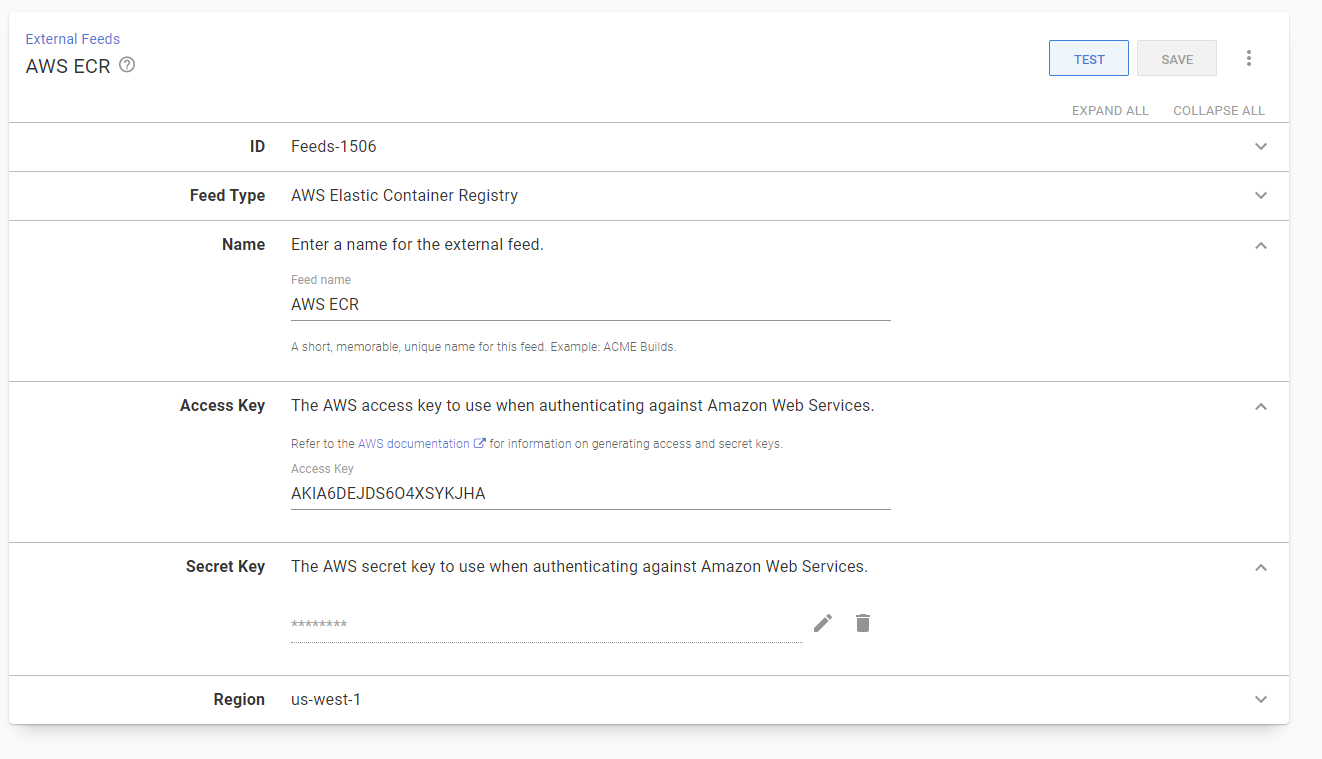 External Feeds
AWS ECR
TEST
SAVE
EXPAND ALL
COLLAPSE ALL
ID
Feeds-1506
Feed Type
AWS Elastic Container Registry
Name
Enter a name for the external feed.
Feed name
AWS ECR
A short, memorable, unique name for this feed. Example: ACME Builds.
Access Key
The AWS access key to use when authenticating against Amazon Web Services.
Refer to the AWS documentation for information on generating access and secret keys.
Access Key
AKIA6DEJDS6O4XSYKJHA
Secret Key
The AWS secret key to use when authenticating against Amazon Web Services.
********
Region
us-west-1